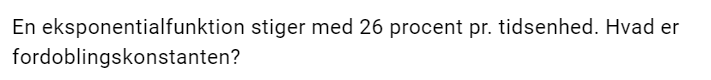 En eksponentialfunktion stiger med 26 procent pr. tidsenhed. Hvad er
fordoblingskonstanten?